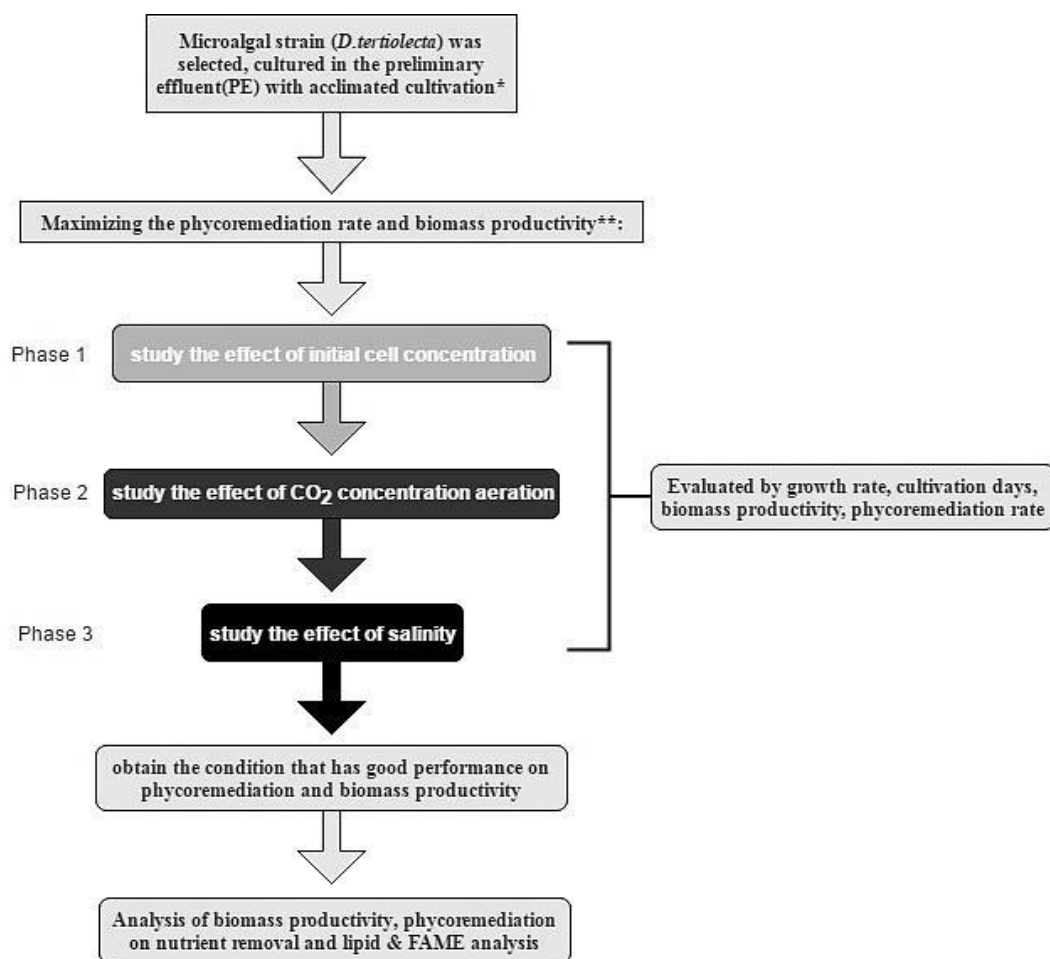 Microalgal strain (D.tertiolecta) was
selected, cultured in the preliminary
effluent(PE) with acclimated cultivation*
Maximizing the phycoremediation rate and biomass productivity**:
Phase 1
study the effect of initial cell concentration
Phase 2
study the effect of CO2 concentration aeration
Evaluated by growth rate, cultivation days,
biomass productivity, phycoremediation rate
Phase 3
study the effect of salinity
obtain the condition that has good performance on
phycoremediation and biomass productivity
Analysis of biomass productivity, phycoremediation
on nutrient removal and lipid & FAME analysis